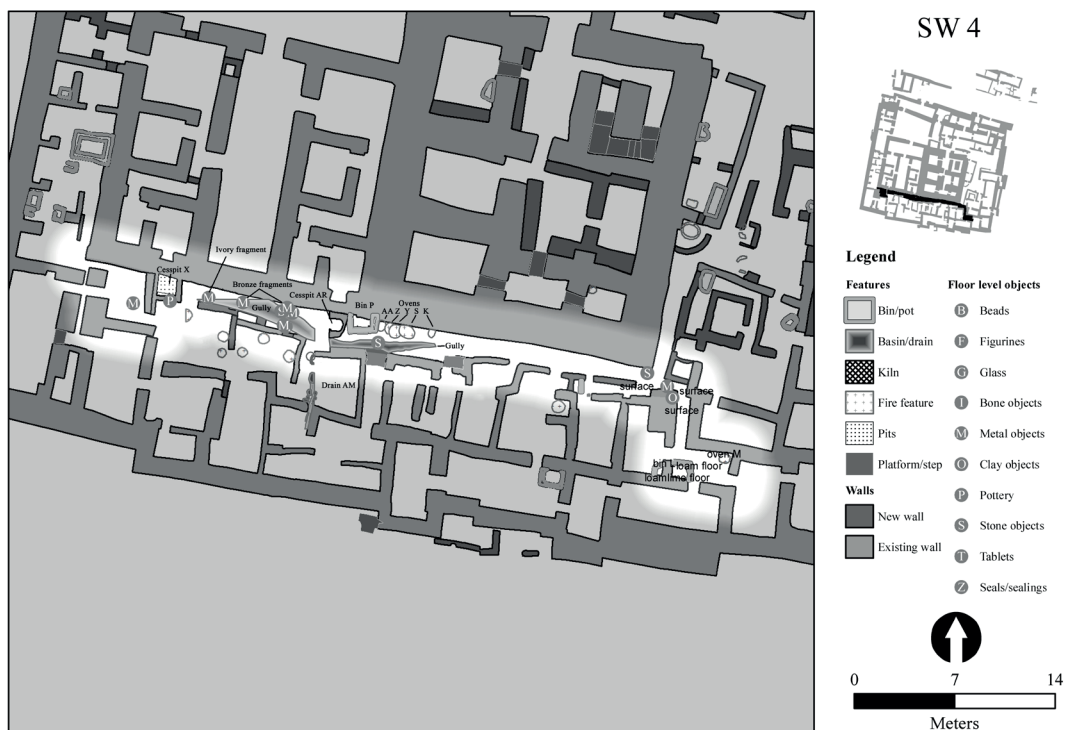 SW 4
Ivory fragment
Cesspit X
Bronze fragments
Gully
Cesspit AR
Bin P
Ovens
AA Z Y S K
Gully
Drain AM
M
P
M
M
M
M
S
S
surface
M
surface
O
surface
oven M
bin L
loam floor
loam
lime floor
Legend
Features
Bin/pot
Basin/drain
Kiln
Fire feature
Pits
Platform/step
Walls
New wall
Existing wall
Floor level objects
B Beads
F Figurines
G Glass
I Bone objects
M Metal objects
O Clay objects
P Pottery
S Stone objects
T Tablets
Z Seals/sealings
0 7 14
Meters